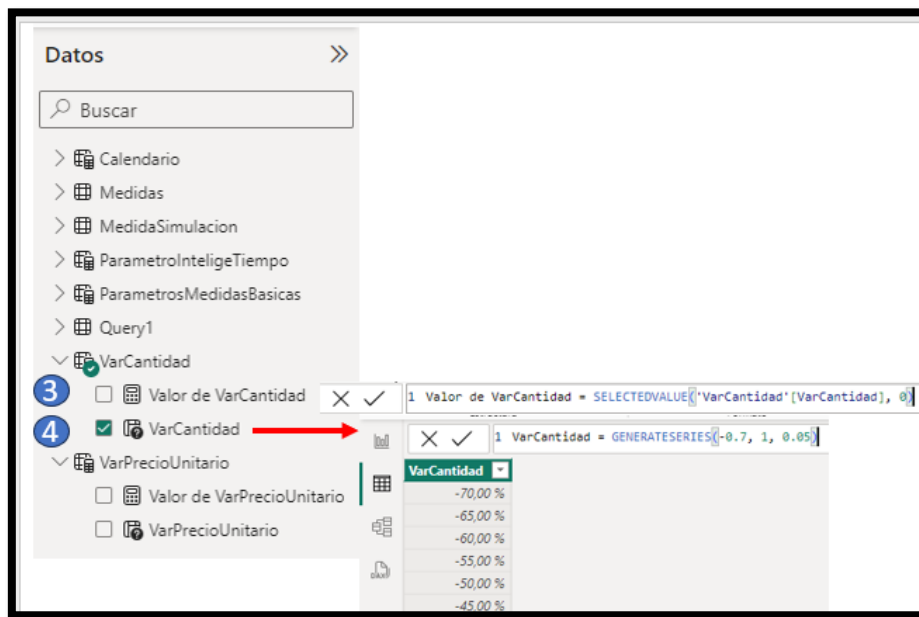 Datos
Buscar
Calendario
Medidas
MedidaSimulacion
ParametroInteligeTiempo
ParametrosMedidasBasicas
Query1
VarCantidad
3 Valor de VarCantidad
1 Valor de VarCantidad = SELECTEDVALUE('VarCantidad'[VarCantidad], 0)
4 VarCantidad
1 VarCantidad = GENERATESERIES(-0.7, 1, 0.05)
VarPrecioUnitario
Valor de VarPrecioUnitario
VarPrecioUnitario
VarCantidad
-70,00 %
-65,00 %
-60,00 %
-55,00 %
-50,00 %
-45,00 %